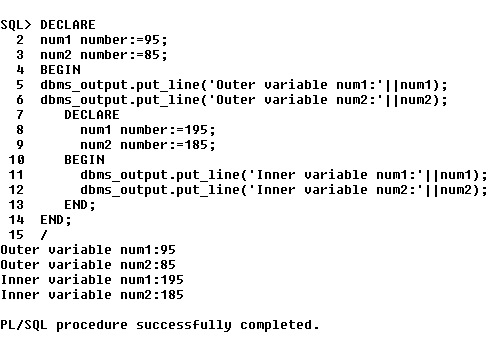 SQL> DECLARE
  2  num1 number:=95;
  3  num2 number:=85;
  4  BEGIN
  5  dbms_output.put_line('Outer variable num1:'||num1);
  6  dbms_output.put_line('Outer variable num2:'||num2);
  7     DECLARE
  8       num1 number:=195;
  9       num2 number:=185;
 10     BEGIN
 11       dbms_output.put_line('Inner variable num1:'||num1);
 12       dbms_output.put_line('Inner variable num2:'||num2);
 13     END;
 14  END;
 15  /
Outer variable num1:95
Outer variable num2:85
Inner variable num1:195
Inner variable num2:185
PL/SQL procedure successfully completed.